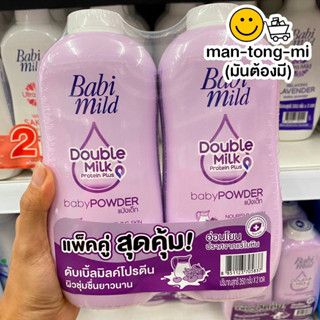 man-tong-mi
(มันต้องมี)
Babi
mild
Double
Milk
Protein Plus
babyPOWDER
แป้งเด็ก
Babi
mild
Double
Milk
Protein Plus
babyPOWDER
แป้งเด็ก
แพ็คคู่ สุดคุ้ม!
ดับเบิ้ลมิลค์โปรตีน
ผิวชุ่มชื่นยาวนาน
อ่อนโยน
LAVENDER
2